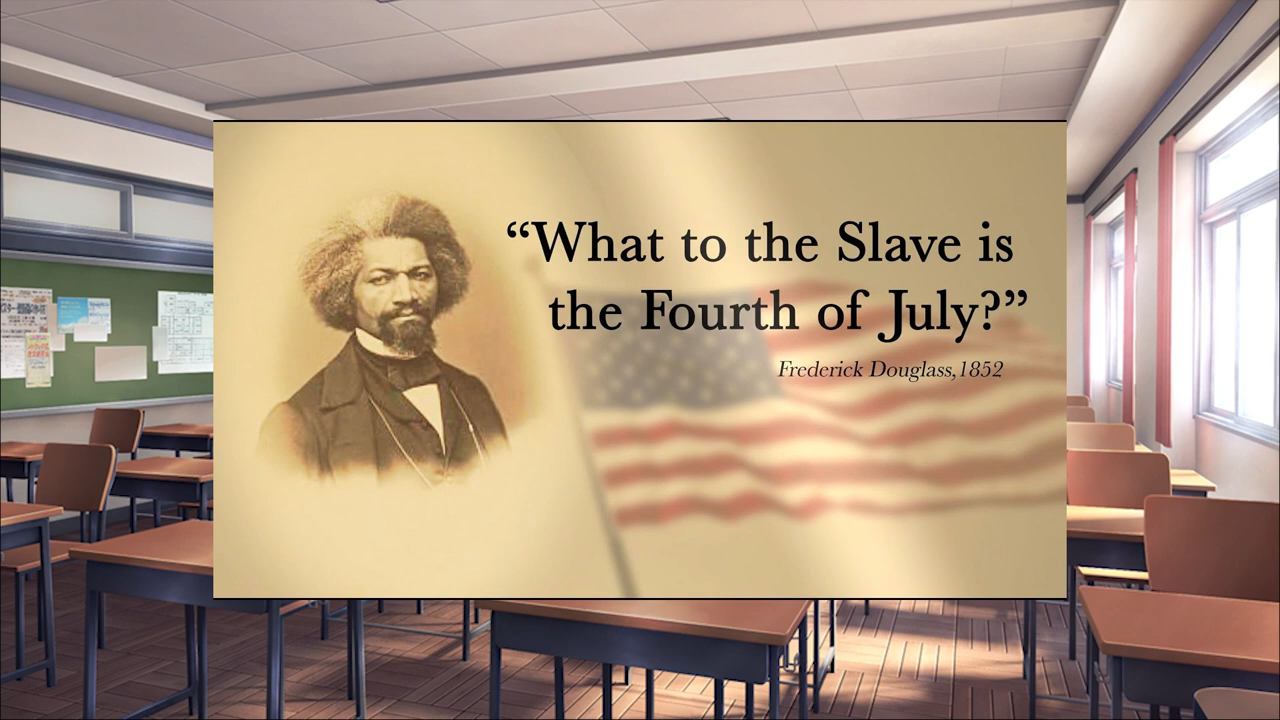 “What to the Slave is
the Fourth of July?”
Frederick Douglass,1852